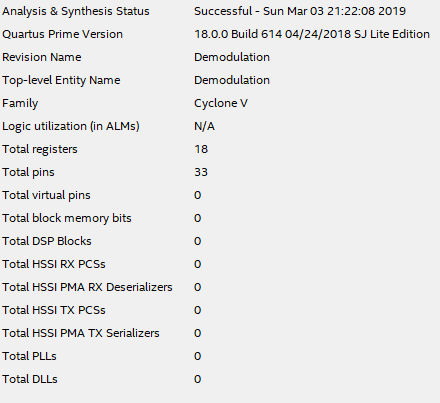 Analysis & Synthesis Status Successful - Sun Mar 03 21:22:08 2019
Quartus Prime Version 18.0.0 Build 614 04/24/2018 SJ Lite Edition
Revision Name Demodulation
Top-level Entity Name Demodulation
Family Cyclone V
Logic utilization (in ALMs) N/A
Total registers 18
Total pins 33
Total virtual pins 0
Total block memory bits 0
Total DSP Blocks 0
Total HSSI RX PCSs 0
Total HSSI PMA RX Deserializers 0
Total HSSI TX PCSs 0
Total HSSI PMA TX Serializers 0
Total PLLs 0
Total DLLs 0